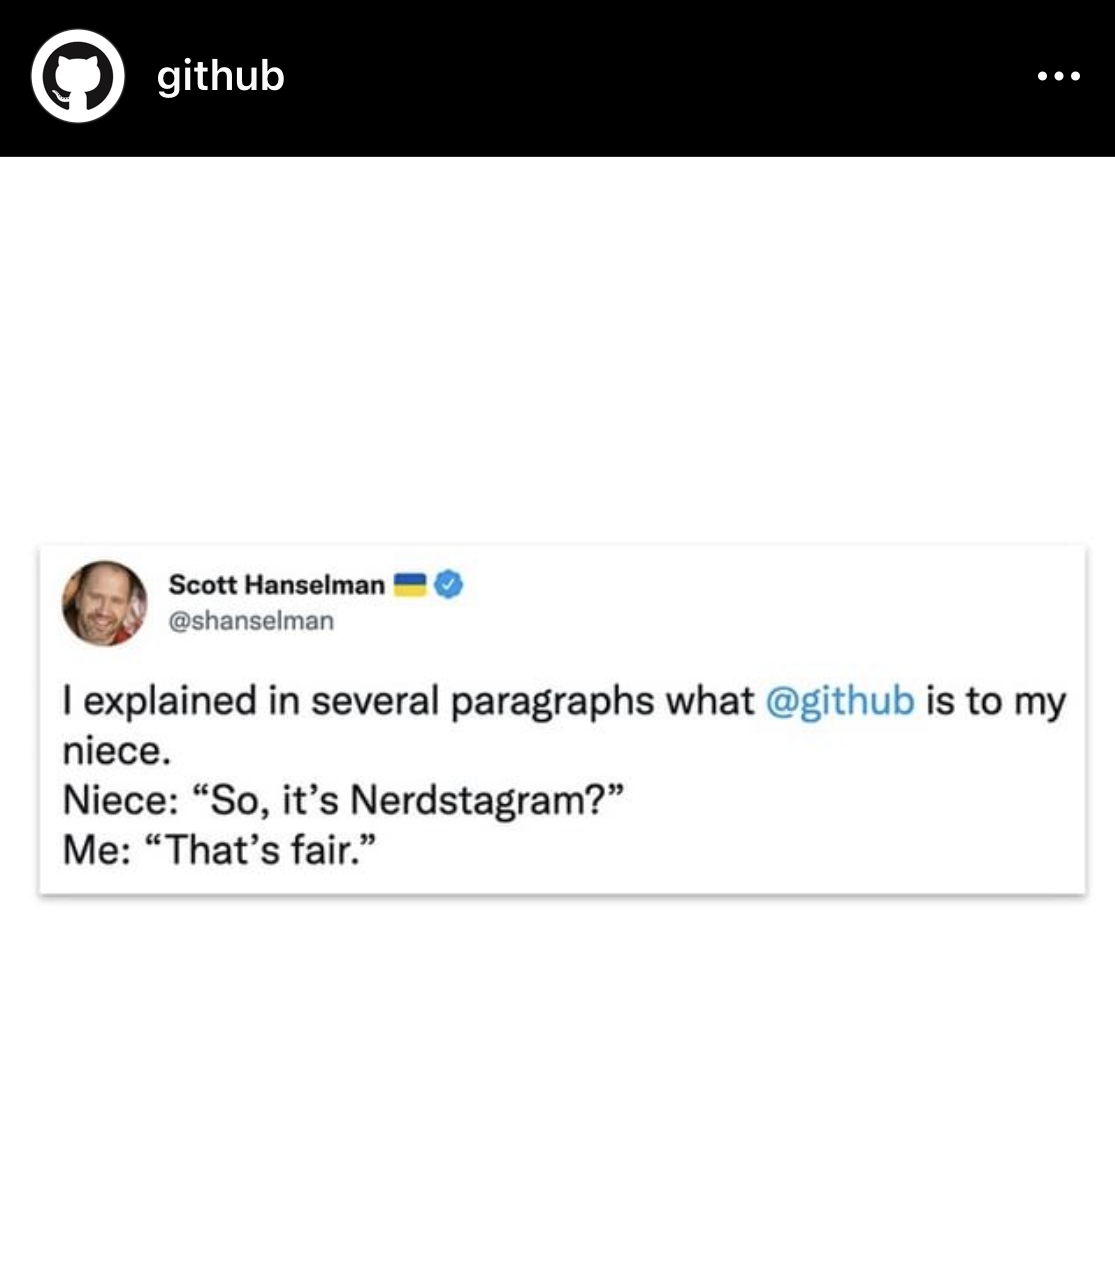 github
Scott Hanselman
@shanselman
I explained in several paragraphs what @github is to my
niece.
Niece: “So, it’s Nerdstagram?”
Me: “That’s fair.”